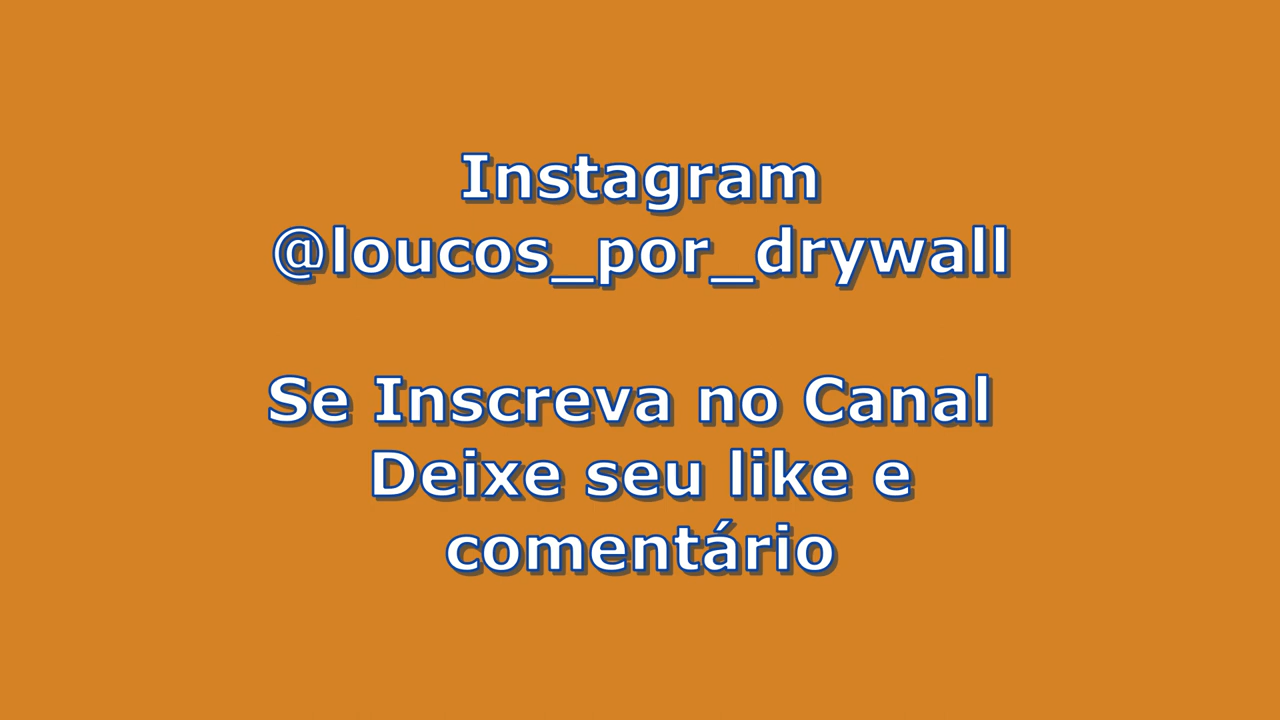 Instagram
@loucos_por_drywall
Se Inscreva no Canal
Deixe seu like e
comentário